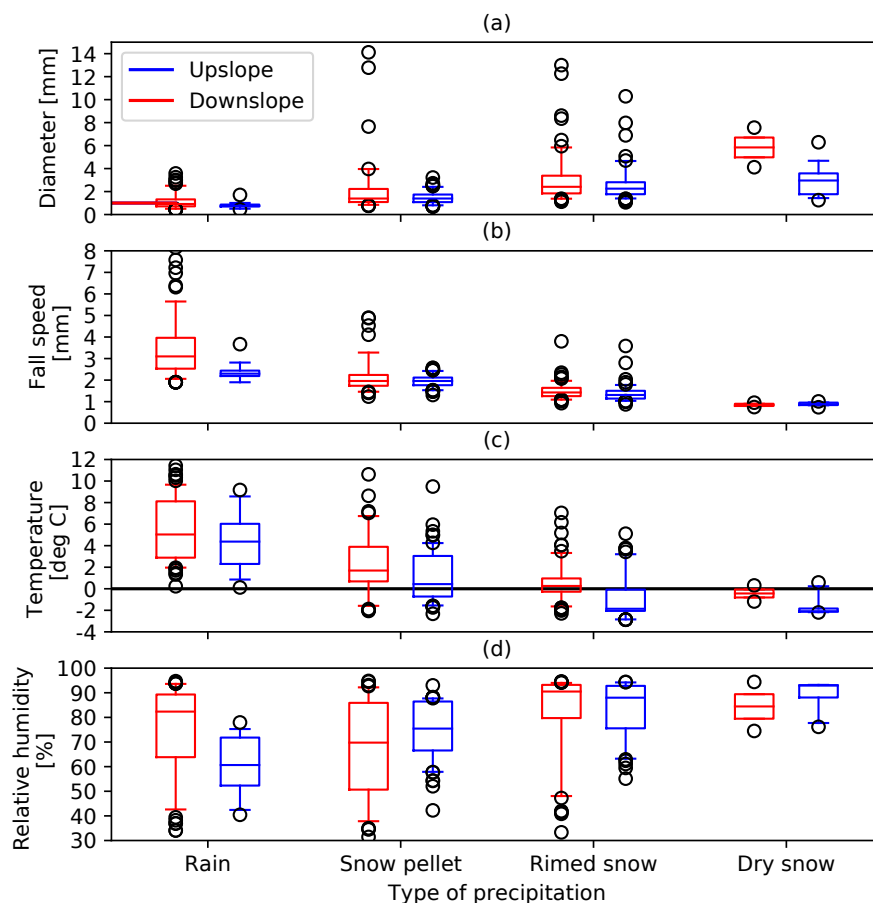 (a)
Diameter [mm]
14
12
10
8
6
4
2
0
Upslope
Downslope
(b)
Fall speed
[mm]
8
7
6
5
4
3
2
1
0
(c)
Temperature
[deg C]
12
10
8
6
4
2
0
-2
-4
(d)
Relative humidity
[%]
100
90
80
70
60
50
40
30
Rain
Snow pellet
Rimed snow
Dry snow
Type of precipitation